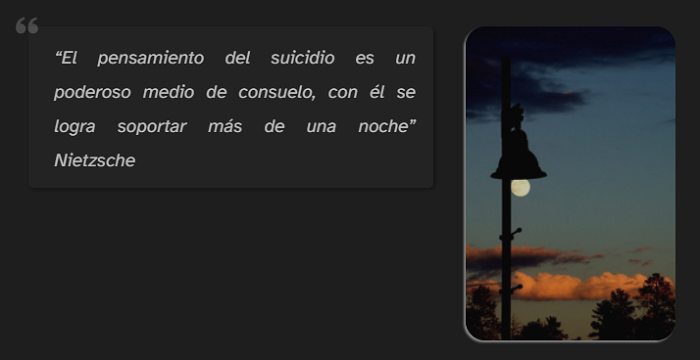 “El pensamiento del suicidio es un
poderoso medio de consuelo, con él se
logra soportar más de una noche”
Nietzsche